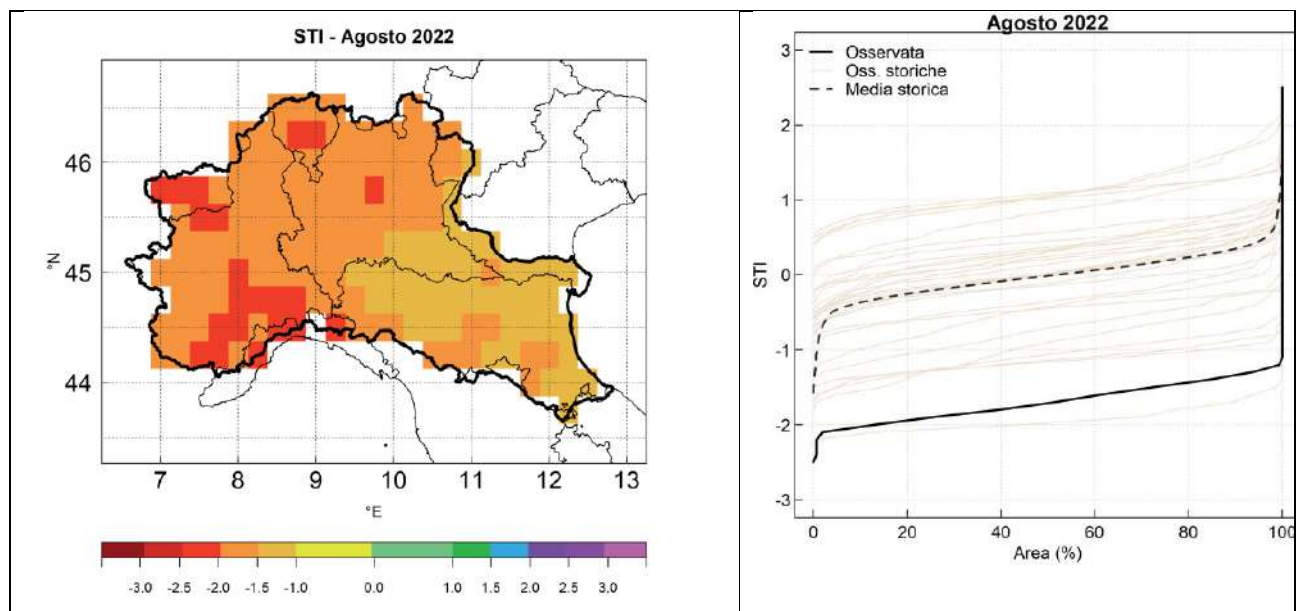 STI - Agosto 2022
46
45
44
°N
7 8 9 10 11 12 13
°E
-3.0 -2.5 -2.0 -1.5 -1.0 0.0 1.0 1.5 2.0 2.5 3.0
Agosto 2022
Osservata
Oss. storiche
Media storica
3
2
1
0
-1
-2
-3
STI
0 20 40 60 80 100
Area (%)